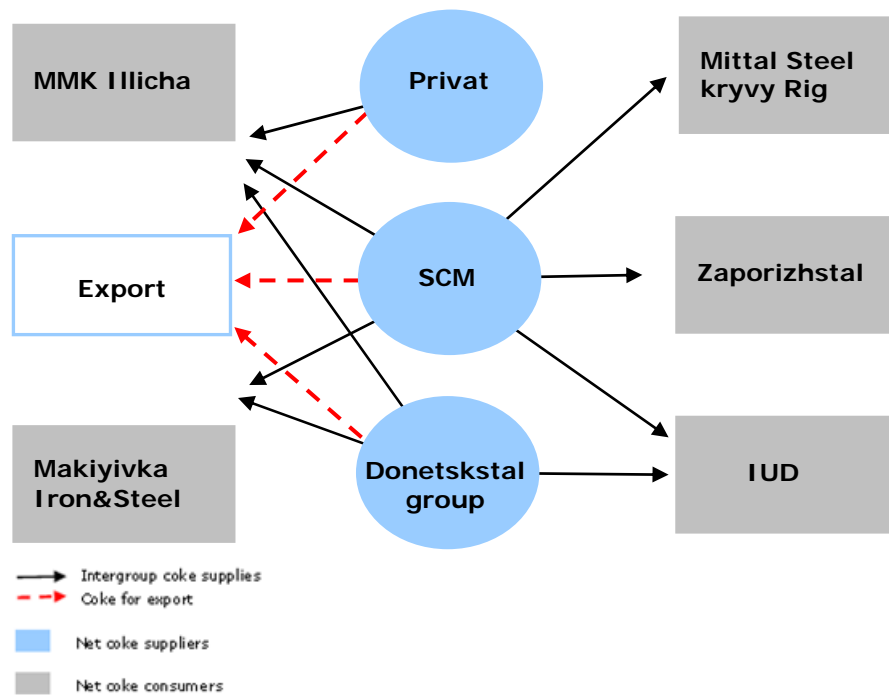 MMK Illicha
Privat
Mittal Steel
kryvy Rig
Export
SCM
Zaporizhstal
Makiyivka
Iron&Steel
Donetskstal
group
IUD
Intergroup coke supplies
Coke for export
Net coke suppliers
Net coke consumers